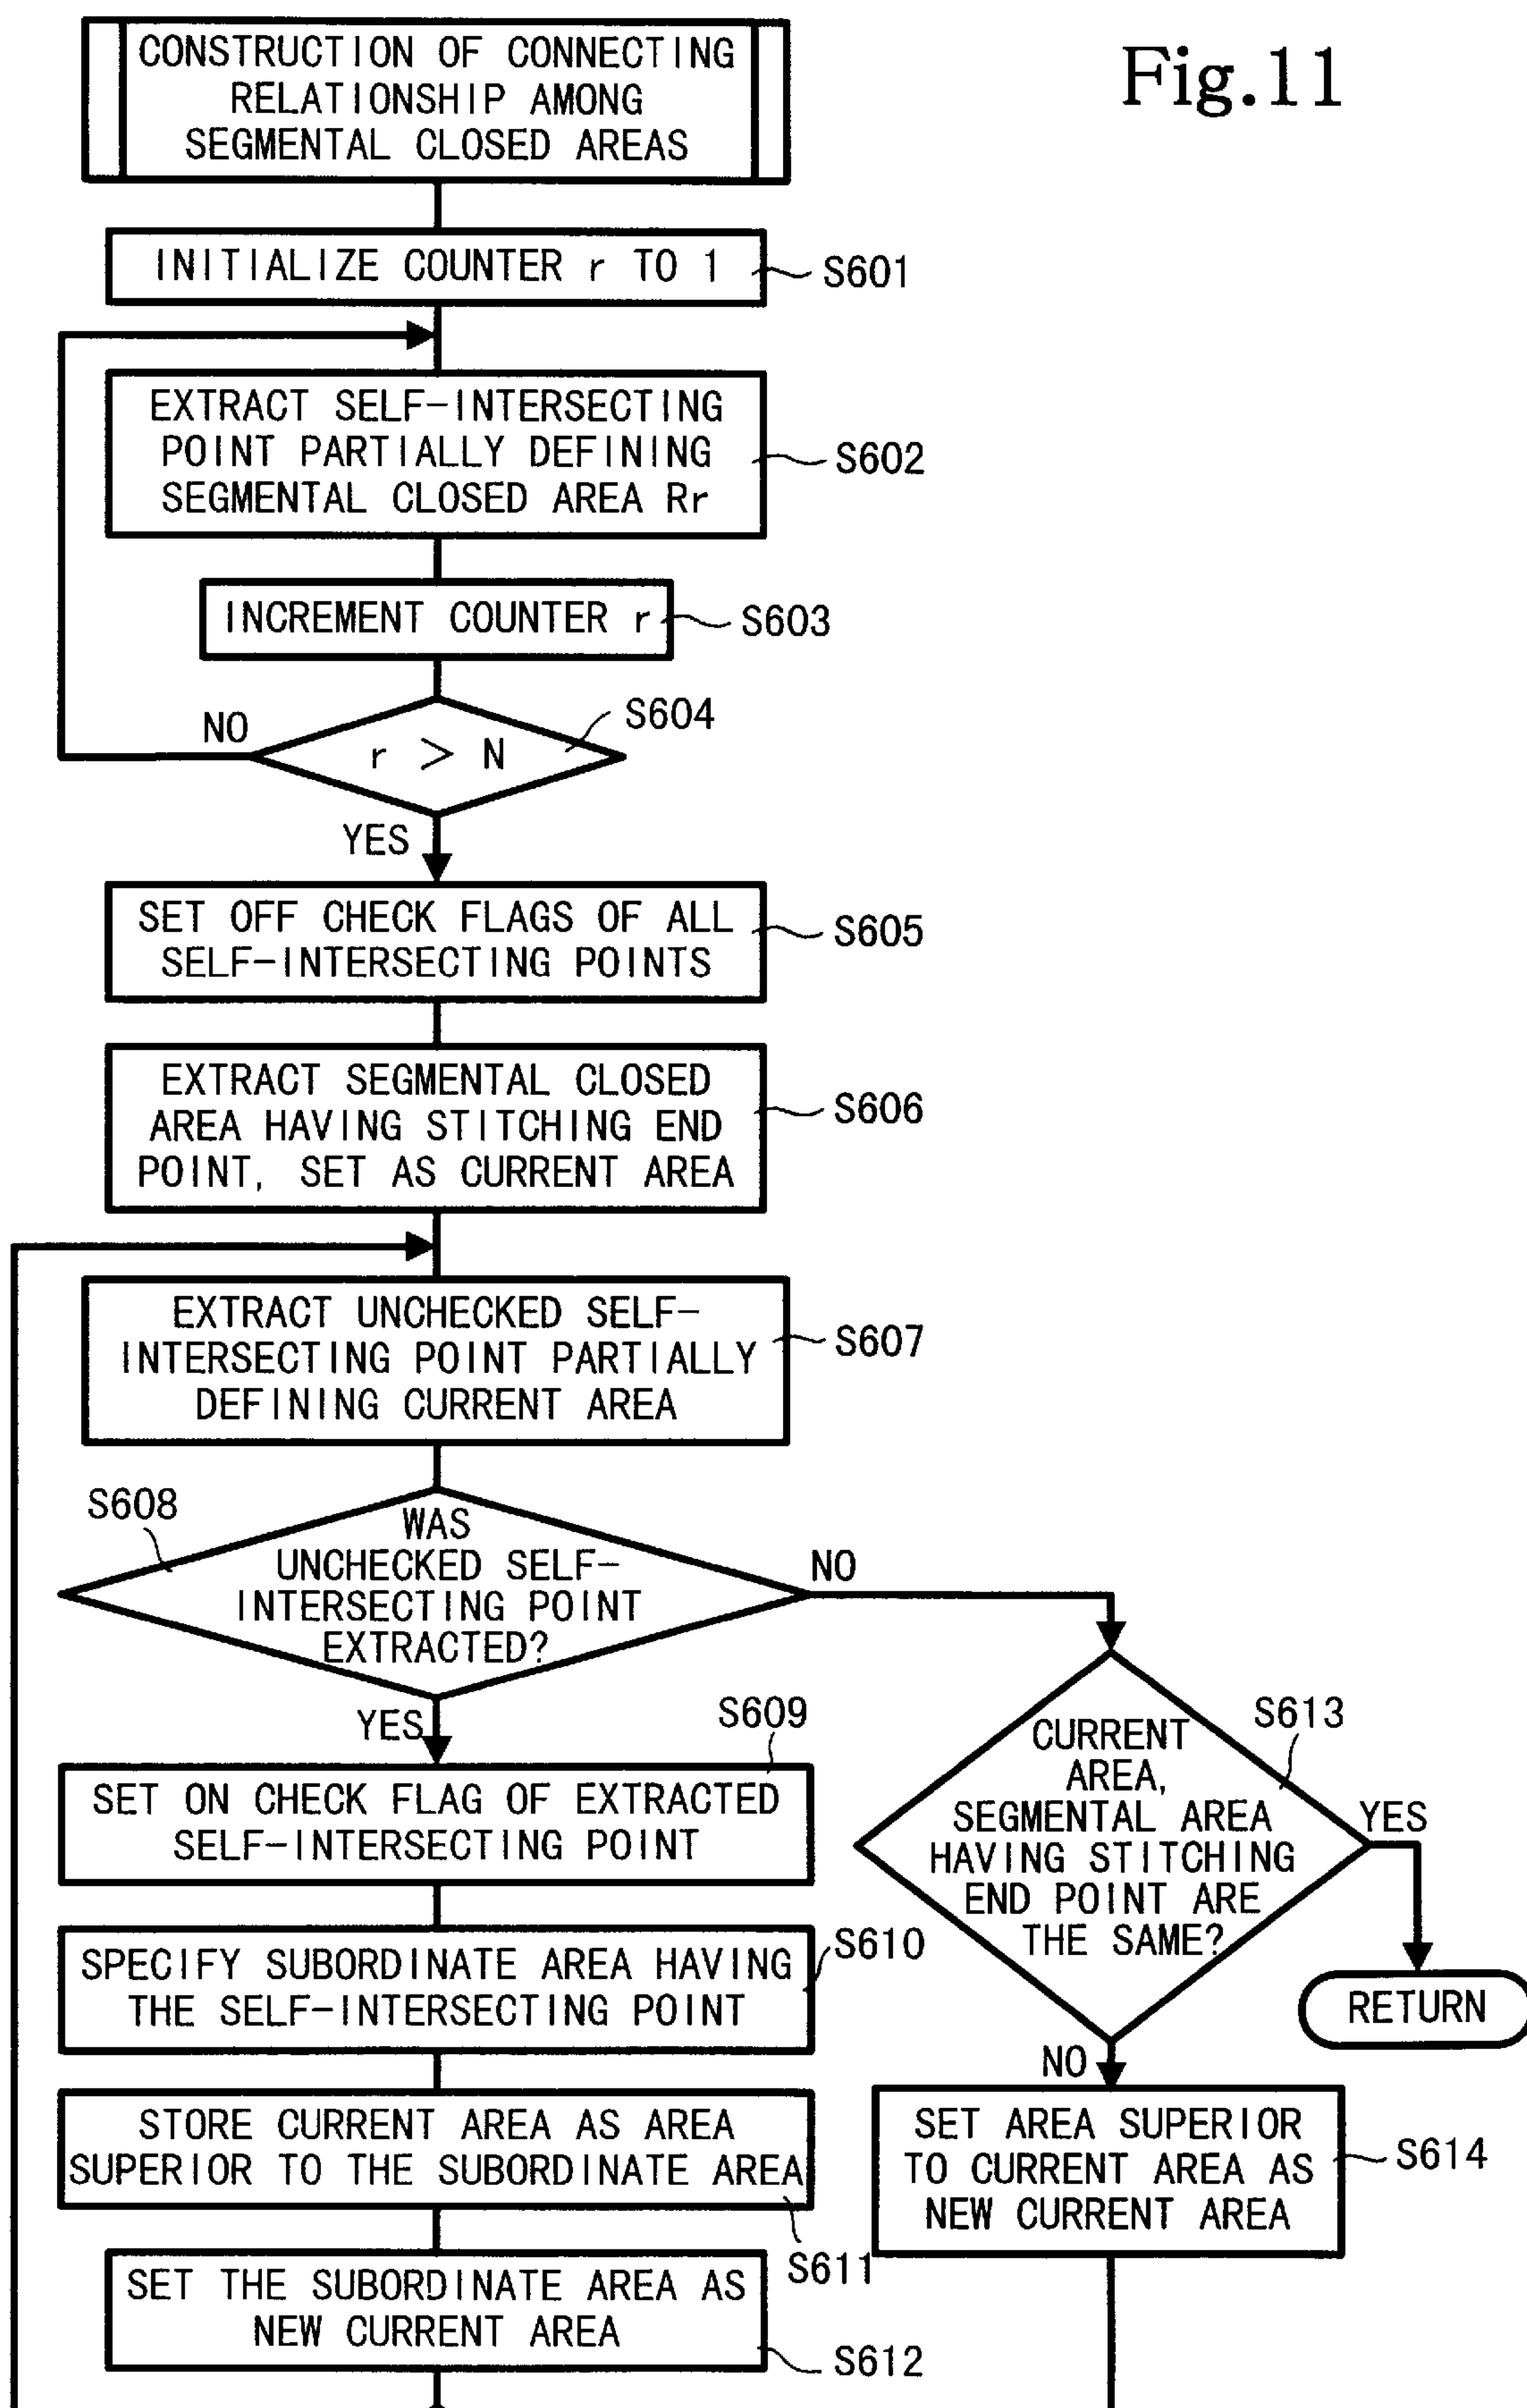 Fig.11
CONSTRUCTION OF CONNECTING
RELATIONSHIP AMONG
SEGMENTAL CLOSED AREAS
INITIALIZE COUNTER r TO 1
S601
EXTRACT SELF-INTERSECTING
POINT PARTIALLY DEFINING
SEGMENTAL CLOSED AREA Rr
S602
INCREMENT COUNTER r
S603
r > N
S604
NO
YES
SET OFF CHECK FLAGS OF ALL
SELF-INTERSECTING POINTS
S605
EXTRACT SEGMENTAL CLOSED
AREA HAVING STITCHING END
POINT, SET AS CURRENT AREA
S606
EXTRACT UNCHECKED SELF-
INTERSECTING POINT PARTIALLY
DEFINING CURRENT AREA
S607
S608
WAS
UNCHECKED SELF-
INTERSECTING POINT
EXTRACTED?
NO
YES
S609
SET ON CHECK FLAG OF EXTRACTED
SELF-INTERSECTING POINT
SPECIFY SUBORDINATE AREA HAVING
THE SELF-INTERSECTING POINT
S610
STORE CURRENT AREA AS AREA
SUPERIOR TO THE SUBORDINATE AREA
S611
SET THE SUBORDINATE AREA AS
NEW CURRENT AREA
S612
S613
CURRENT
AREA,
SEGMENTAL AREA
HAVING STITCHING
END POINT ARE
THE SAME?
YES
RETURN
NO
SET AREA SUPERIOR
TO CURRENT AREA AS
NEW CURRENT AREA
S614